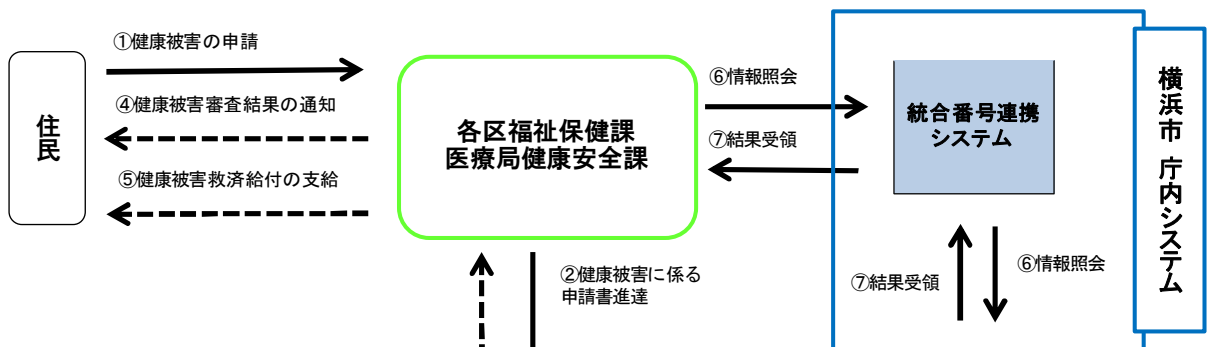 ①健康被害の申請
住民
④健康被害審査結果の通知
⑤健康被害救済給付の支給
各区福祉保健課
医療局健康安全課
⑥情報照会
⑦結果受領
統合番号連携
システム
横浜市 庁内システム
②健康被害に係る
申請書進達
⑦結果受領
⑥情報照会